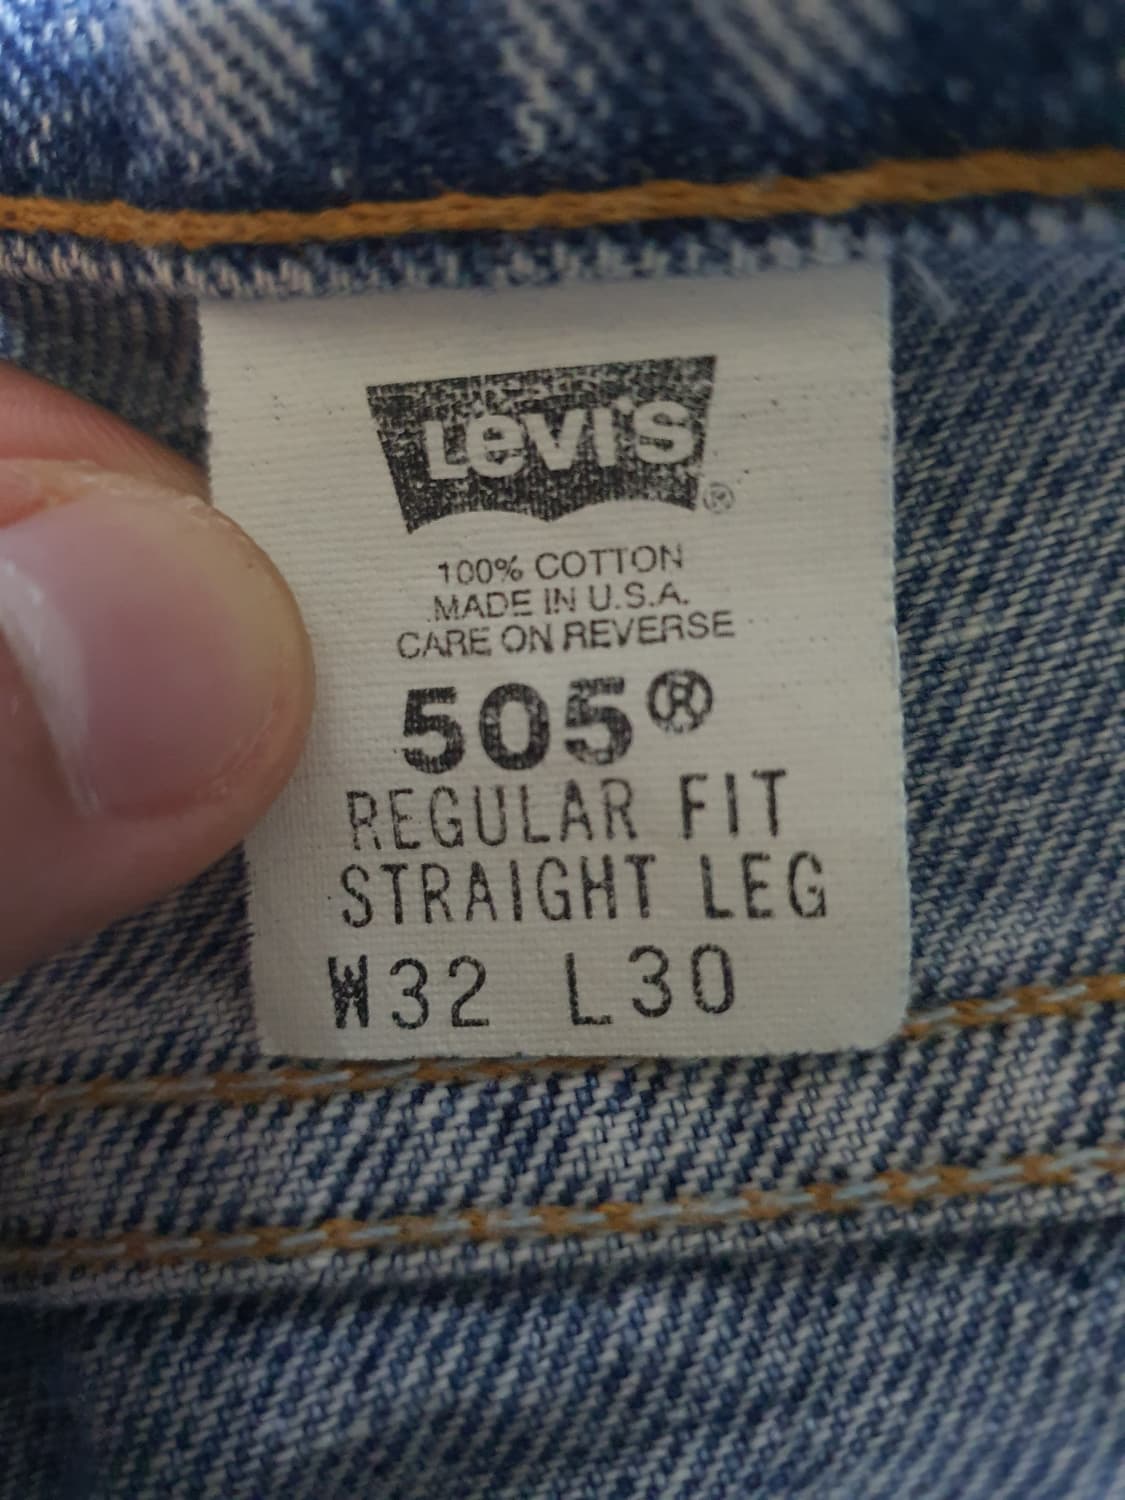 Levi's ®
100% COTTON
MADE IN U.S.A.
CARE ON REVERSE
505®
REGULAR FIT
STRAIGHT LEG
W32 L30